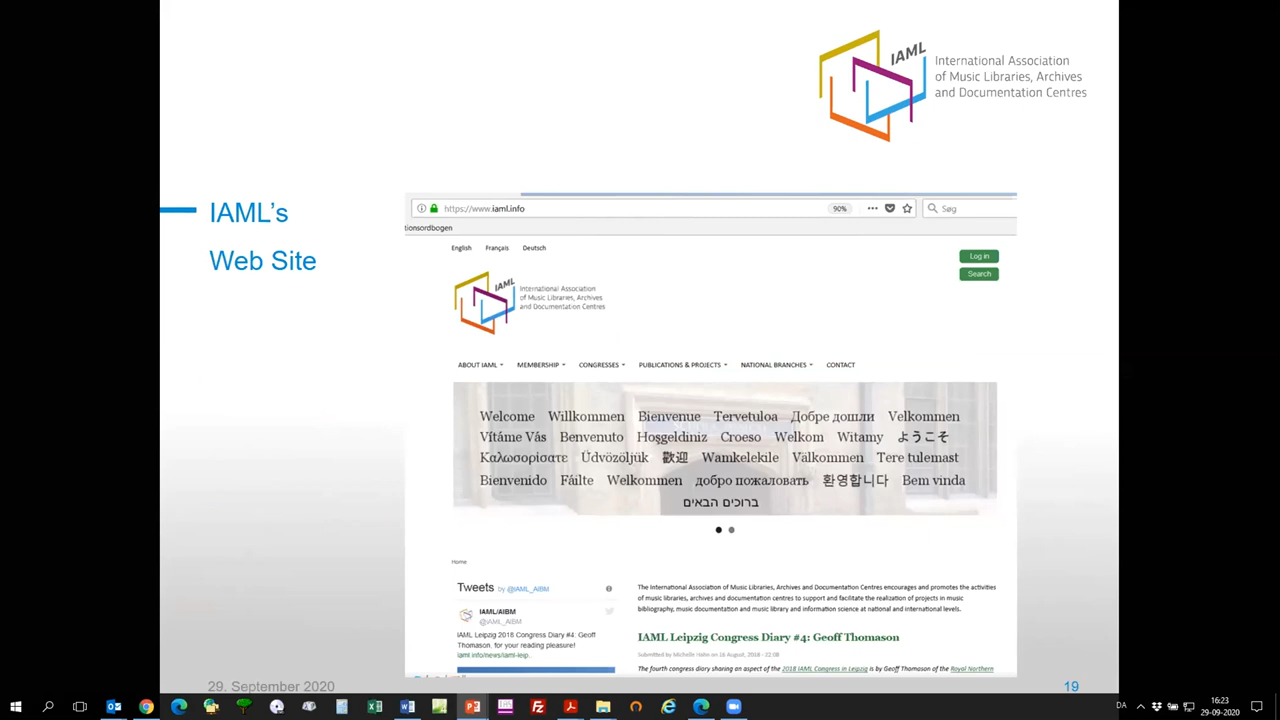 IAML
International Association
of Music Libraries, Archives
and Documentation Centres
IAML's
Web Site
https://www.iaml.info
90%
Søg
tionsordbogen
English Français Deutsch
Log in
Search
IAML
International Association
of Music Libraries, Archives
and Documentation Centres
ABOUT IAML MEMBERSHIP CONGRESSES PUBLICATIONS & PROJECTS NATIONAL BRANCHES CONTACT
Welcome Willkommen Bienvenue Tervetuloa Добре дошли Velkommen
Vítáme Vás Benvenuto Hoşgeldiniz Croeso Welkom Witamy ようこそ
Καλωσορίσατε Üdvözöljük 歡迎 Wamkelekile Välkommen Tere tulemast
Bienvenido Fáilte Welkommen добро пожаловать 환영합니다 Bem vinda
ברוכים הבאים
Home
Tweets by @IAML_AIBM
IAML/AIBM
@IAML_AIBM
IAML Leipzig 2018 Congress Diary #4: Geoff
Thomason, for your reading pleasure!
iaml.info/news/iaml-leip...
The International Association of Music Libraries, Archives and Documentation Centres encourages and promotes the activities
of music libraries, archives and documentation centres to support and facilitate the realization of projects in music
bibliography, music documentation and music library and information science at national and international levels.
IAML Leipzig Congress Diary #4: Geoff Thomason
Submitted by Michelle Hahn on 16 August, 2018 - 22:08
The fourth congress diary sharing an aspect of the 2018 IAML Congress in Leipzig is by Geoff Thomason of the Royal Northern
29. September 2020
19
DA
16:23
29-09-2020